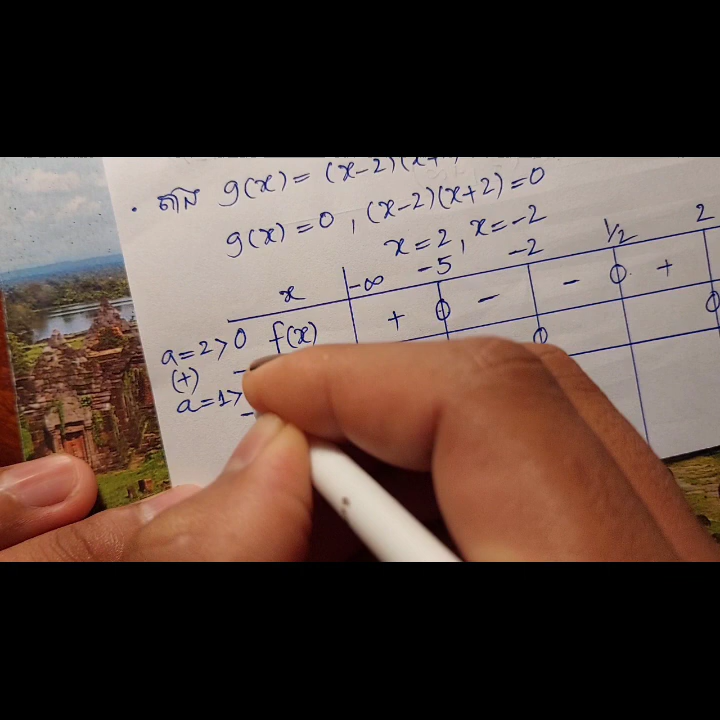 • តាង g(x) = (x-2)(x+
g(x) = 0 , (x-2)(x+2) = 0
x = 2 , x = -2
x -∞ -5 -2 1/2 2
a = 2 > 0 f(x) + 0 - - 0 + 0
(+) 0
a = 1 >